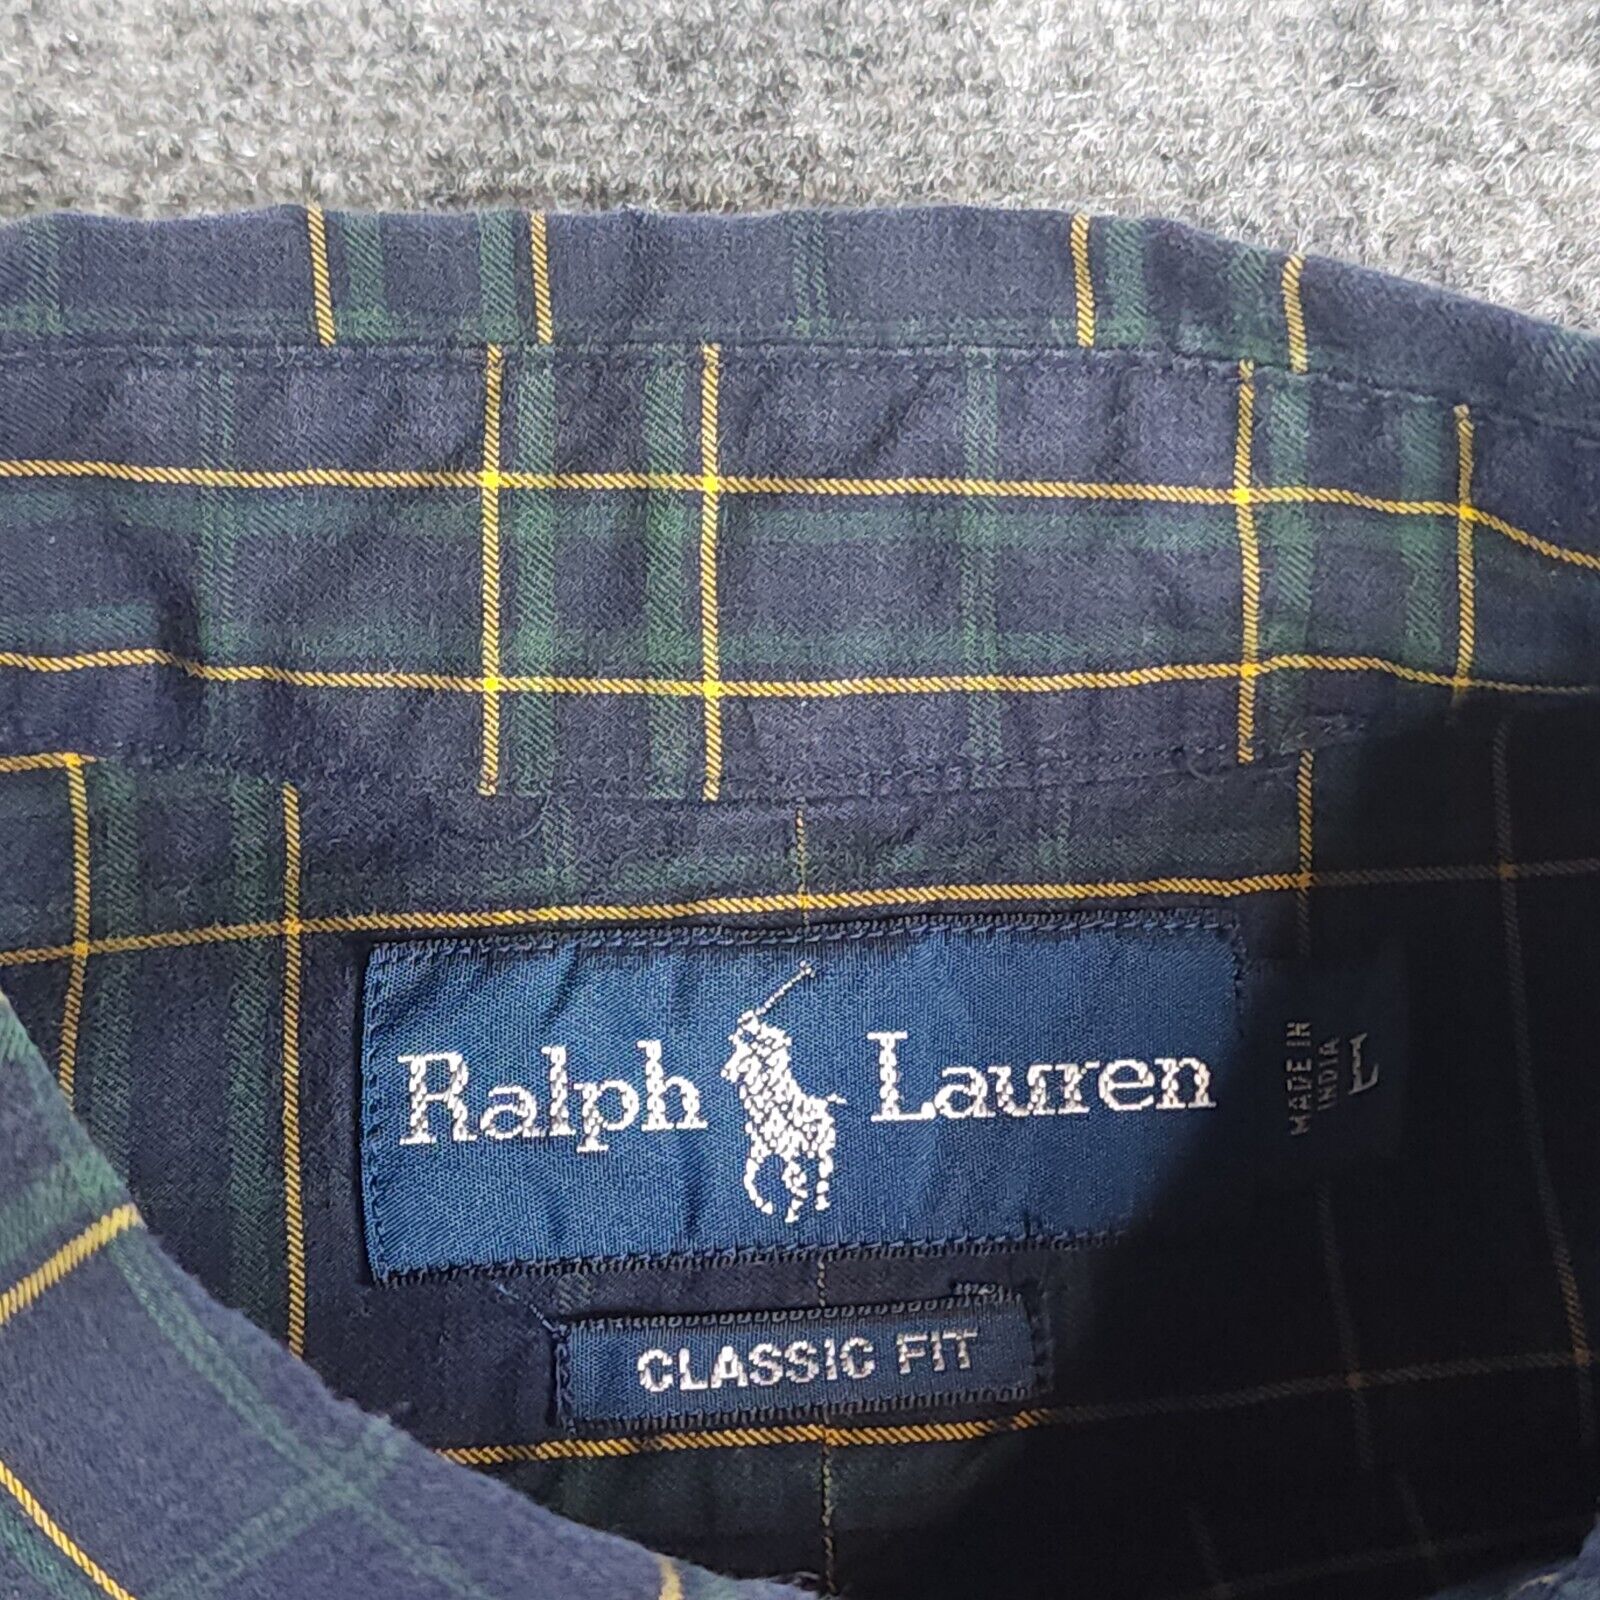 Ralph Lauren
CLASSIC FIT
MADE IN
INDIA
L